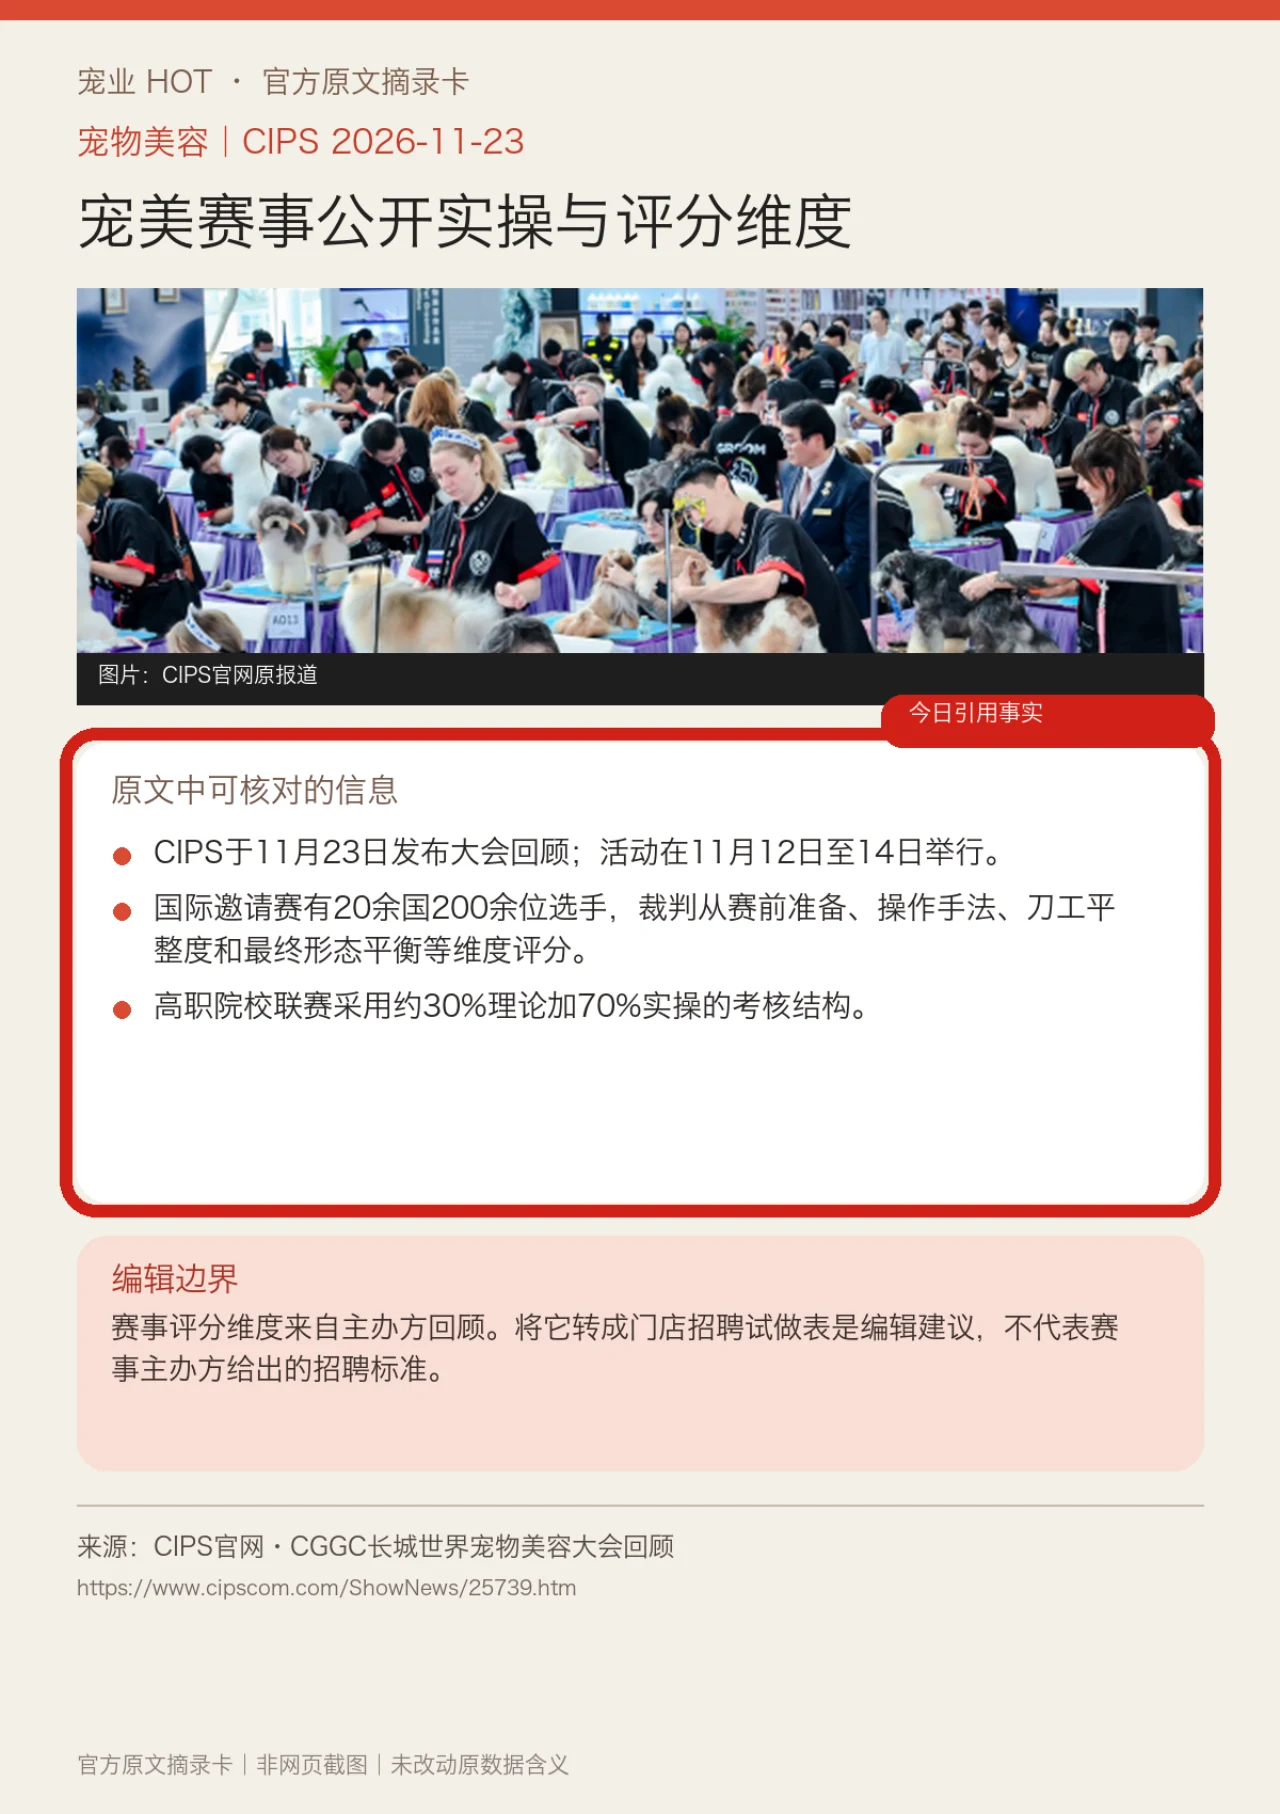 宠业 HOT · 官方原文摘录卡
宠物美容｜CIPS 2026-11-23
宠美赛事公开实操与评分维度
GROOM
A013
图片：CIPS官网原报道
今日引用事实
原文中可核对的信息
CIPS于11月23日发布大会回顾；活动在11月12日至14日举行。
国际邀请赛有20余国200余位选手，裁判从赛前准备、操作手法、刀工平
整度和最终形态平衡等维度评分。
高职院校联赛采用约30%理论加70%实操的考核结构。
编辑边界
赛事评分维度来自主办方回顾。将它转成门店招聘试做表是编辑建议，不代表赛
事主办方给出的招聘标准。
来源：CIPS官网・CGGC长城世界宠物美容大会回顾
https://www.cipscom.com/ShowNews/25739.htm
官方原文摘录卡｜非网页截图｜未改动原数据含义